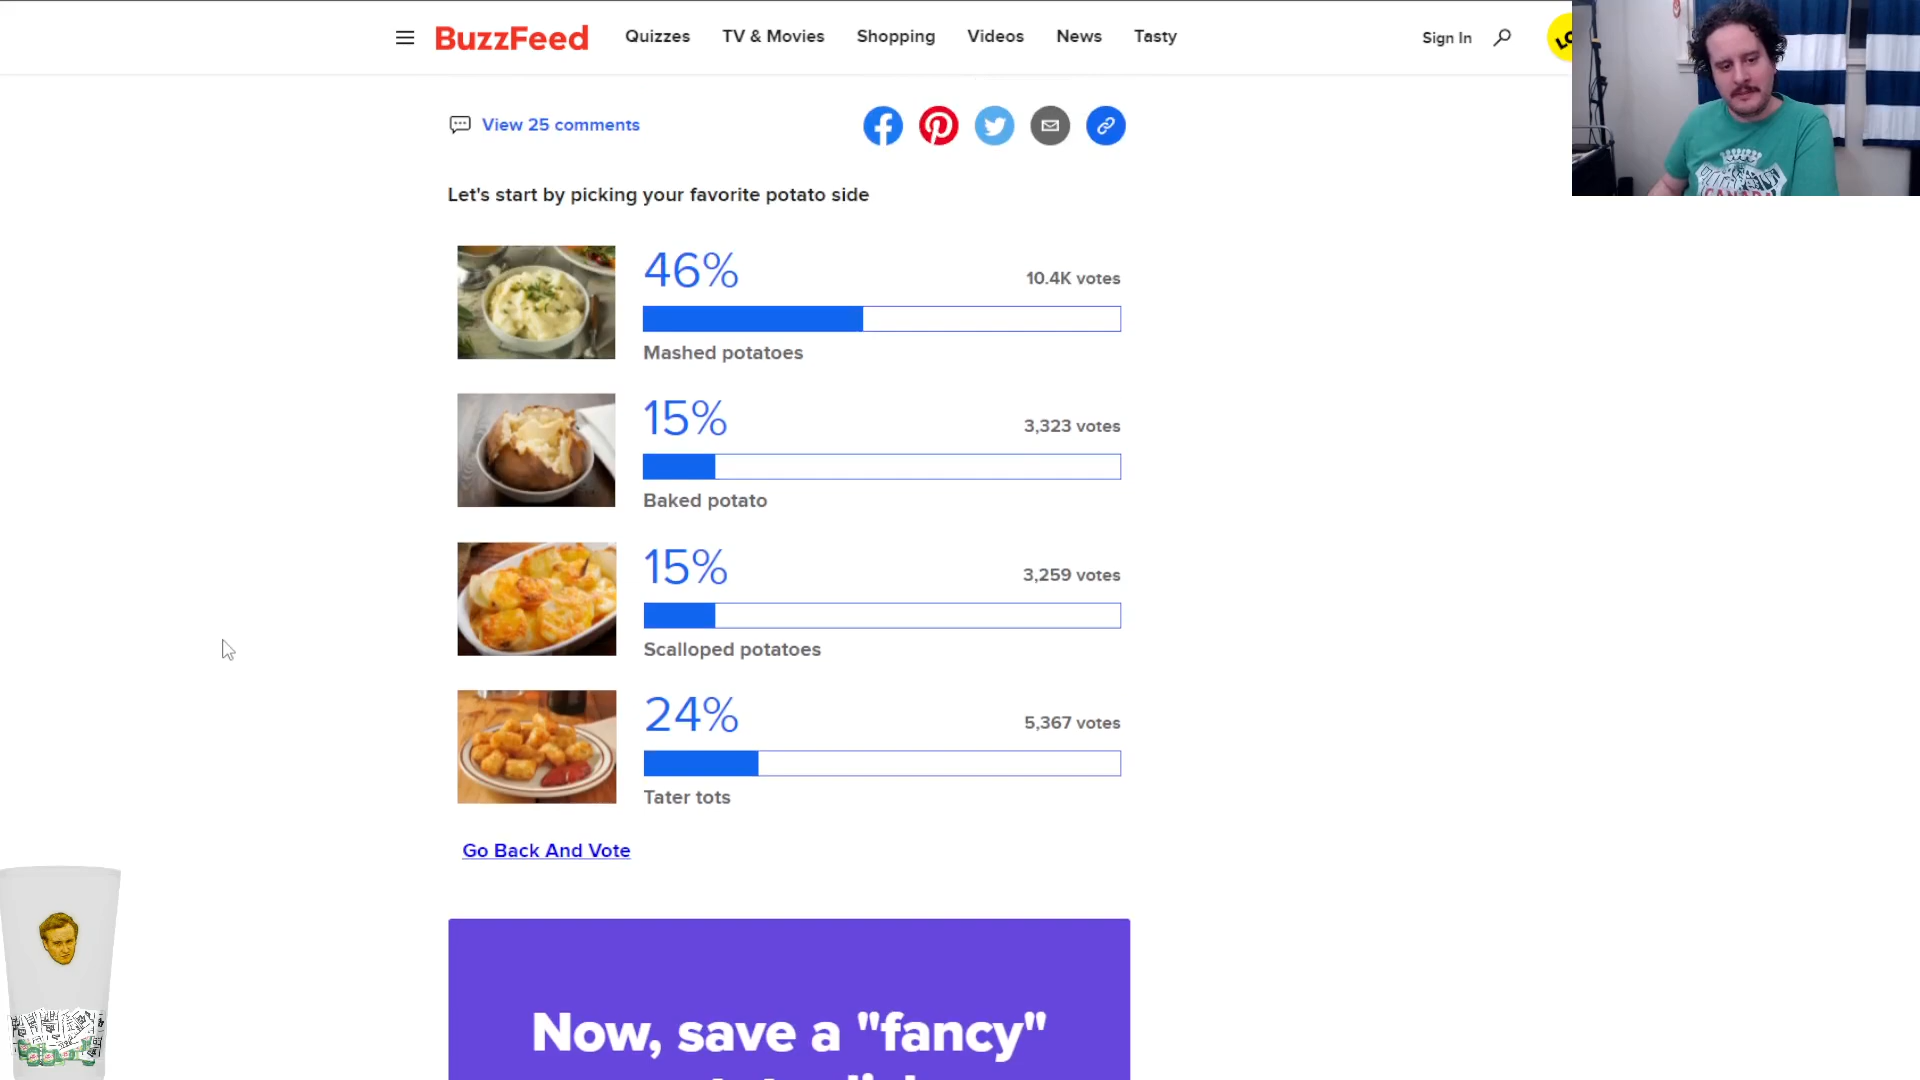 BuzzFeed
Quizzes
TV & Movies
Shopping
Videos
News
Tasty
Sign In
View 25 comments
Let's start by picking your favorite potato side
46%
10.4K votes
Mashed potatoes
15%
3,323 votes
Baked potato
15%
3,259 votes
Scalloped potatoes
24%
5,367 votes
Tater tots
Go Back And Vote
Now, save a "fancy"